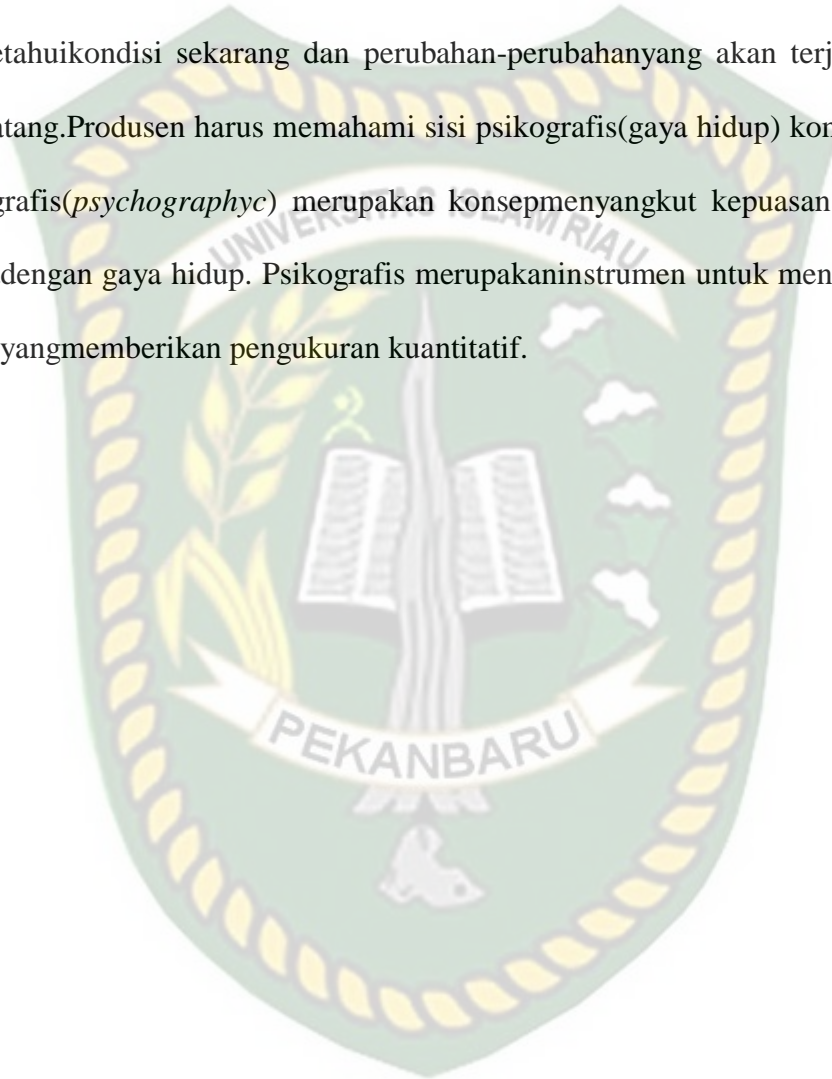 etahuikondisi sekarang dan perubahan-perubahanyang akan terj
atang.Produsen harus memahami sisi psikografis(gaya hidup) kon
grafis(psychographyc) merupakan konsepmenyangkut kepuasan
dengan gaya hidup. Psikografis merupakaninstrumen untuk men
yangmemberikan pengukuran kuantitatif.
UNIVERSITAS ISLAM RIAU
PEKANBARU